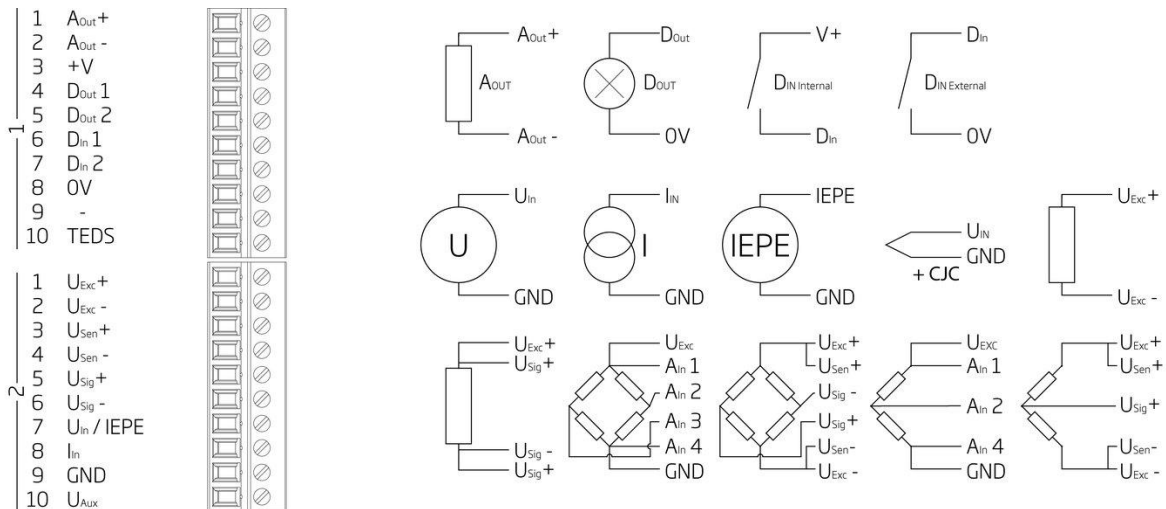 1
1 AOut+
2 AOut -
3 +V
4 DOut 1
5 DOut 2
6 DIn 1
7 DIn 2
8 0V
9 -
10 TEDS
2
1 UExc+
2 UExc -
3 USen+
4 USen -
5 USig+
6 USig -
7 UIn / IEPE
8 IIn
9 GND
10 UAux
AOut+
AOUT
AOut -
DOut
DOUT
0V
V+
DIN Internal
DIn
DIn
DIN External
0V
UIn
U
GND
IIN
I
GND
IEPE
IEPE
GND
UIN
GND
+ CJC
UExc+
UExc -
UExc+
USig+
USig -
USig+
UExc
AIn 1
AIn 2
AIn 3
AIn 4
GND
UExc+
USen+
USig -
USig+
USen-
UExc -
UEXC
AIn 1
AIn 2
AIn 4
GND
UExc+
USen+
USig+
USen-
UExc -